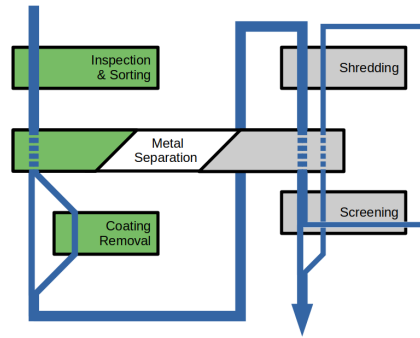 Inspection
& Sorting
Shredding
Metal
Separation
Coating
Removal
Screening